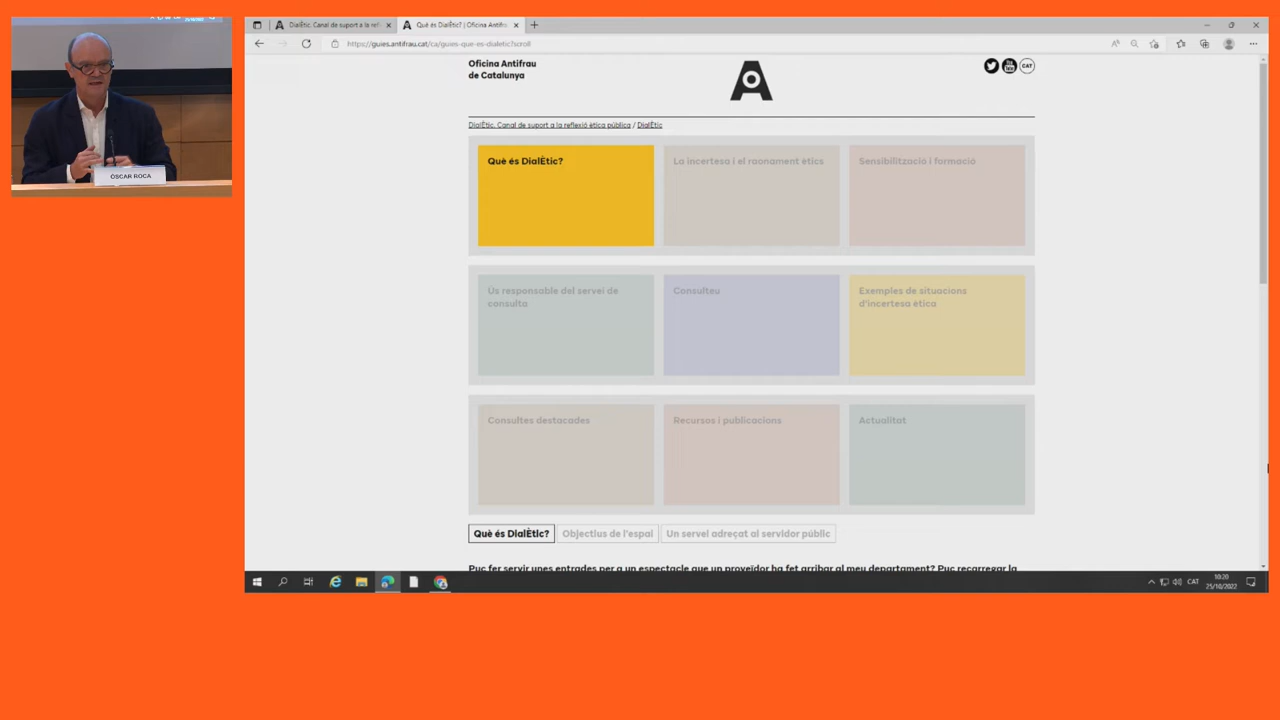 ÒSCAR ROCA
DialÈtic. Canal de suport a la refl
Què és DialÈtic? | Oficina Antifra
https://guies.antifrau.cat/ca/guies-que-es-dialetic?scroll
Oficina Antifrau
de Catalunya
CAT
DialÈtic. Canal de suport a la reflexió ètica pública / DialÈtic
Què és DialÈtic?
La incertesa i el raonament ètics
Sensibilització i formació
Ús responsable del servei de
consulta
Consulteu
Exemples de situacions
d'incertesa ètica
Consultes destacades
Recursos i publicacions
Actualitat
Què és DialÈtic?
Objectius de l'espai
Un servei adreçat al servidor públic
Puc fer servir unes entrades per a un espectacle que un proveïdor ha fet arribar al meu departament? Puc recarregar la
CAT
10:20
25/10/2022